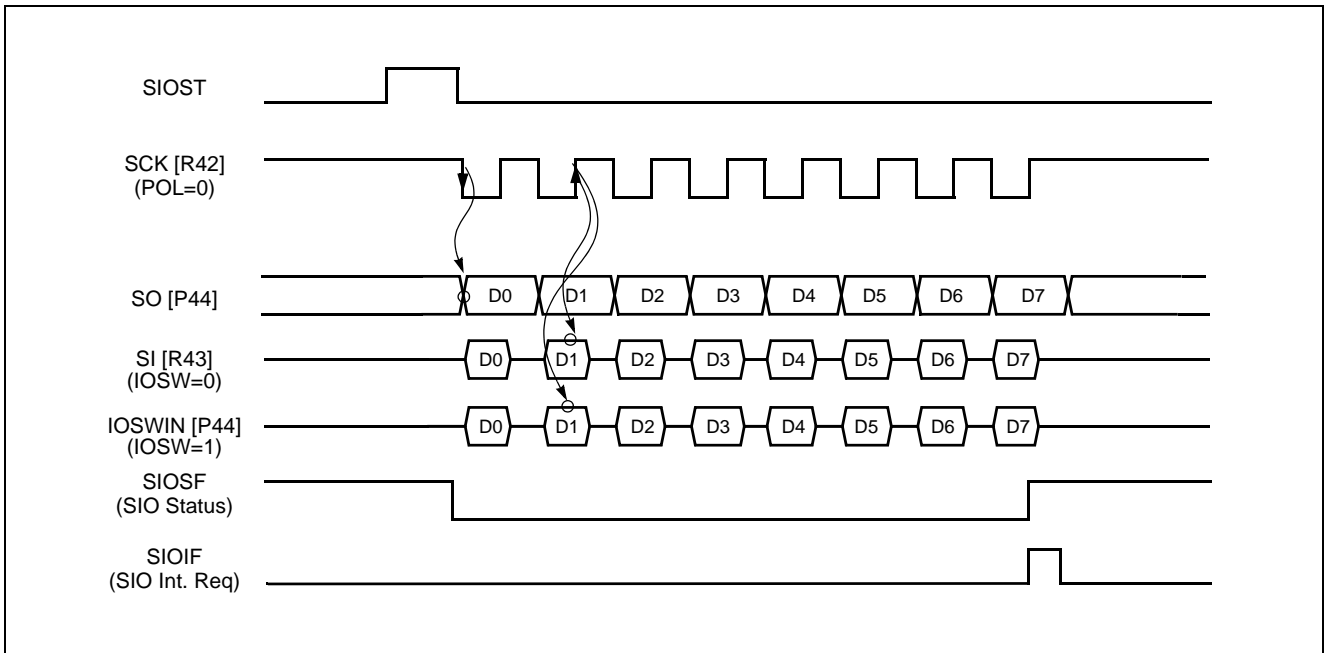 SIOST
SCK [R42]
(POL=0)
SO [P44]
D0 D1 D2 D3 D4 D5 D6 D7
SI [R43]
(IOSW=0)
D0 D1 D2 D3 D4 D5 D6 D7
IOSWIN [P44]
(IOSW=1)
D0 D1 D2 D3 D4 D5 D6 D7
SIOSF
(SIO Status)
SIOIF
(SIO Int. Req)